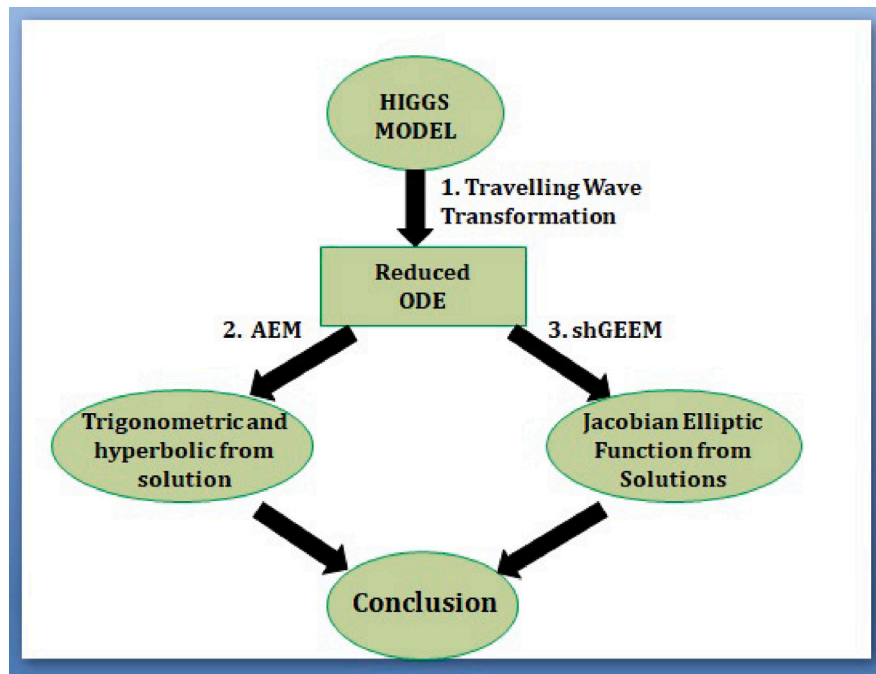 HIGGS
MODEL
1. Travelling Wave
Transformation
Reduced
ODE
2. AEM
3. shGEEM
Trigonometric and
hyperbolic from
solution
Jacobian Elliptic
Function from
Solutions
Conclusion